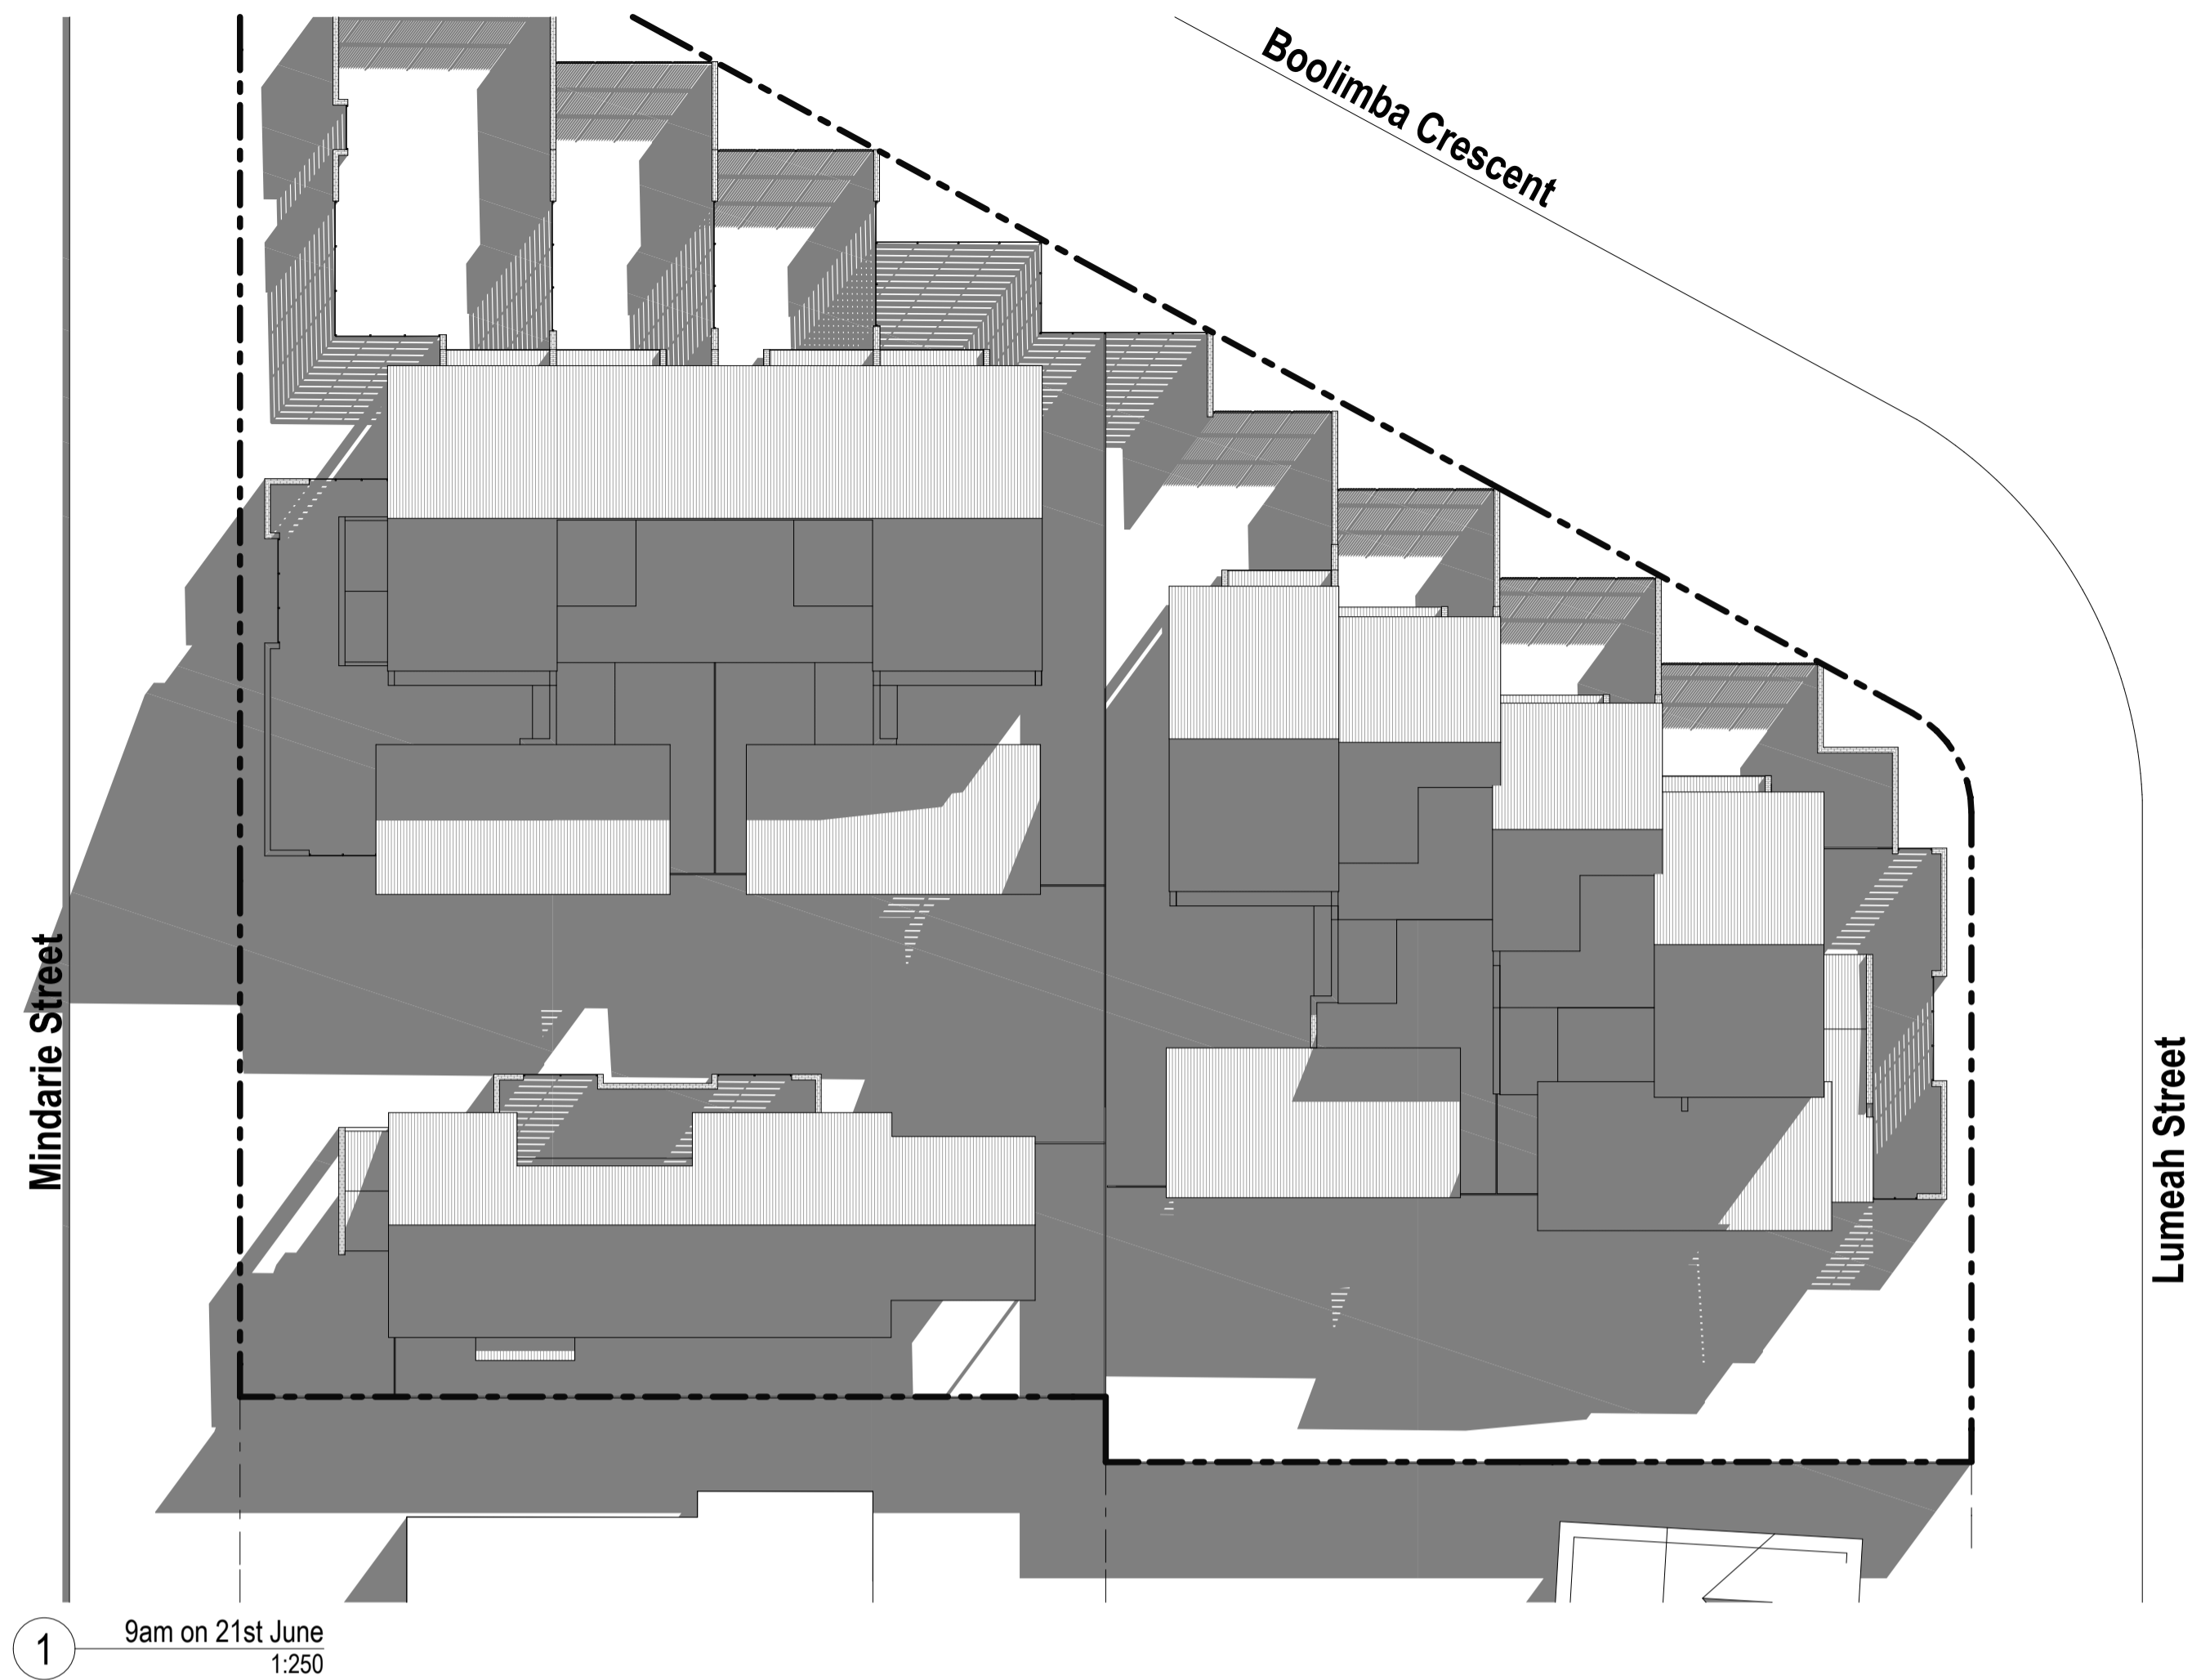 Boolimba Crescent
Mindarie Street
Lumeah Street
1
9am on 21st June
1:250